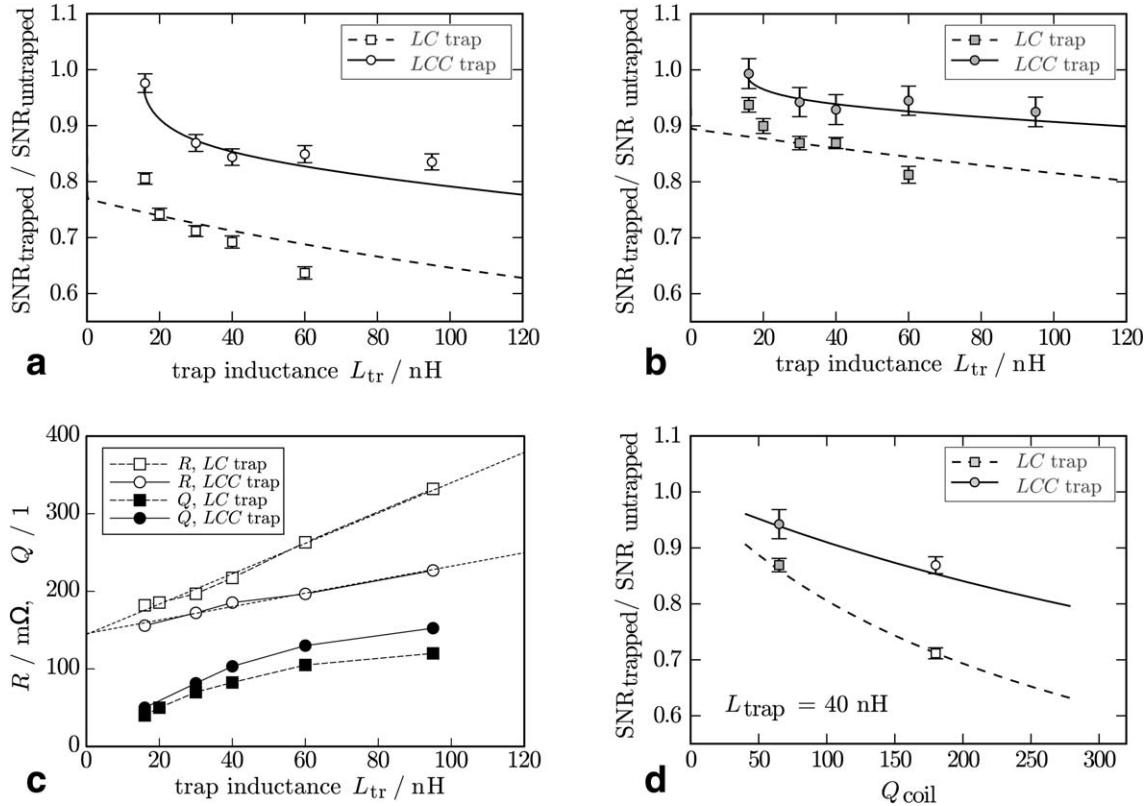 1.1
1.0
0.9
0.8
0.7
0.6
SNRtrapped / SNRuntrapped
LC trap
LCC trap
0 20 40 60 80 100 120
trap inductance Ltr / nH
a
1.1
1.0
0.9
0.8
0.7
0.6
SNRtrapped/ SNR untrapped
LC trap
LCC trap
0 20 40 60 80 100 120
trap inductance Ltr / nH
b
400
300
200
100
0
R / mΩ, Q / 1
R, LC trap
R, LCC trap
Q, LC trap
Q, LCC trap
20 40 60 80 100 120
trap inductance Ltr / nH
c
1.1
1.0
0.9
0.8
0.7
0.6
SNRtrapped/ SNR untrapped
LC trap
LCC trap
Ltrap = 40 nH
0 50 100 150 200 250 300
Qcoil
d